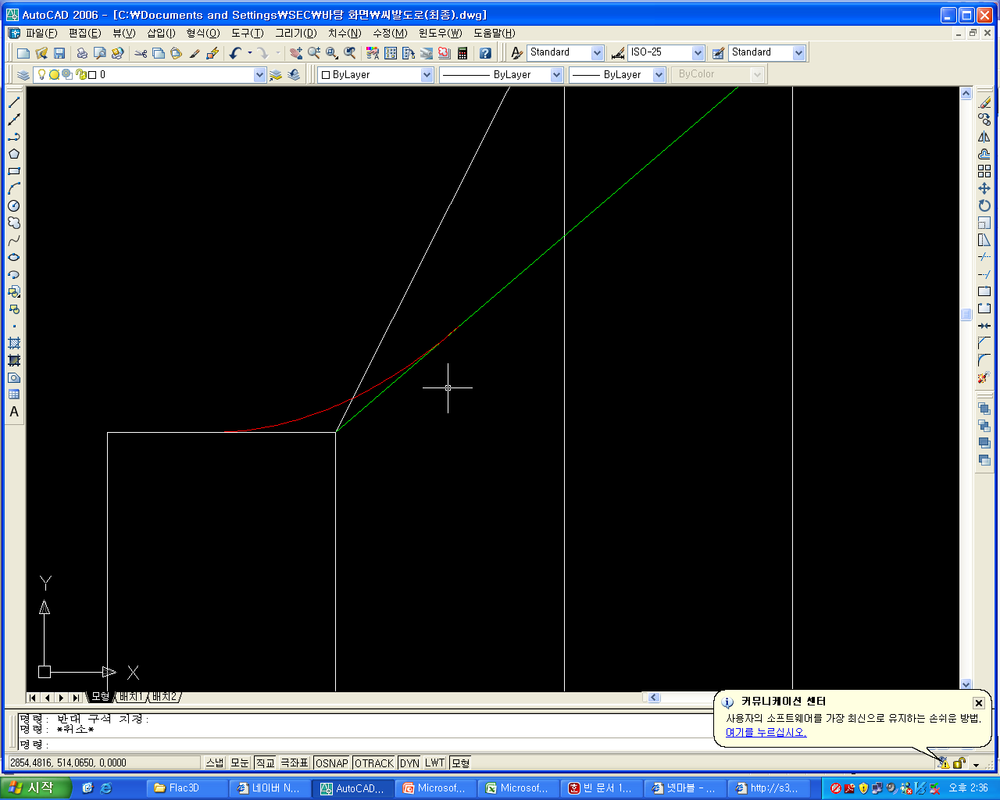 AutoCAD 2006 - [C:\Documents and Settings\SEC\바탕 화면\씨발도로(최종).dwg]
파일(F) 편집(E) 뷰(V) 삽입(I) 형식(O) 도구(T) 그리기(D) 치수(N) 수정(M) 윈도우(W) 도움말(H)
Standard ISO-25 Standard
0 ByLayer ByLayer ByLayer ByColor
A
Y
X
모형 배치1 배치2
명령: 반대 구석 지정:
명령: *취소*
명령:
커뮤니케이션 센터
사용자의 소프트웨어를 가장 최신으로 유지하는 손쉬운 방법.
여기를 누르십시오.
2854,4816, 514,0650, 0,0000 스냅 모눈 직교 극좌표 OSNAP OTRACK DYN LWT 모형
시작 Flac3D 네이버 N... AutoCAD... Microsof... Microsof... 빈 문서 1... 넷마블 - ... http://s3... 오후 2:36